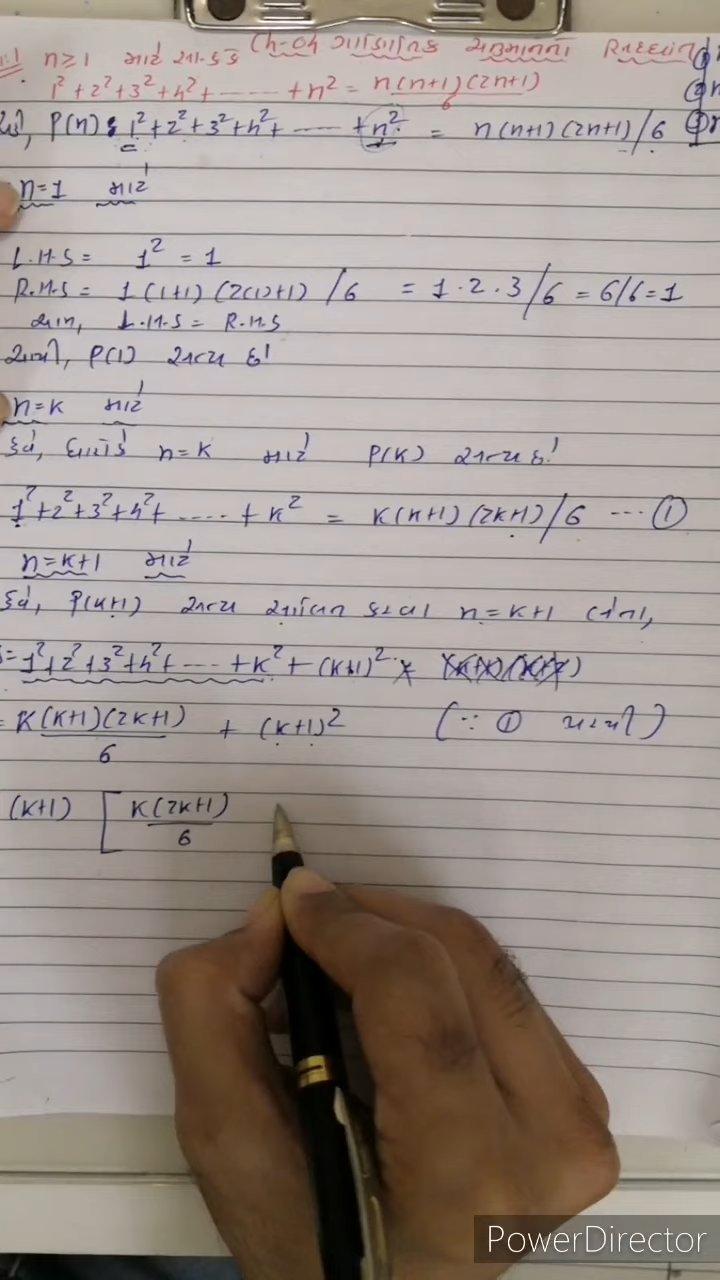 n≥1 માટે સા.કે. Ch-04 ગાણિતિક અનુમાનનો સિદ્ધાંત
1²+2²+3²+4²+ ...... +n² = n(n+1)(2n+1)/6
P(n) : 1²+2²+3²+4²+ ...... +n² = n(n+1)(2n+1)/6
n=1 માટે
L.H.S = 1² = 1
R.H.S = 1(1+1)(2(1)+1)/6 = 1·2·3/6 = 6/6=1
આમ, L.H.S = R.H.S
આથી, P(1) સત્ય છે
n=k માટે
હવે, ધારોકે n=k માટે P(k) સત્ય છે
1²+2²+3²+4²+ ...... +k² = k(k+1)(2k+1)/6 --- ①
n=k+1 માટે
હવે, P(k+1) સત્ય સાબિત કરવા n=k+1 લેતા,
=1²+2²+3²+4²+ ... +k²+(k+1)²
= k(k+1)(2k+1)/6 + (k+1)² (∵ ① પરથી)
(k+1) [ k(2k+1)/6
PowerDirector